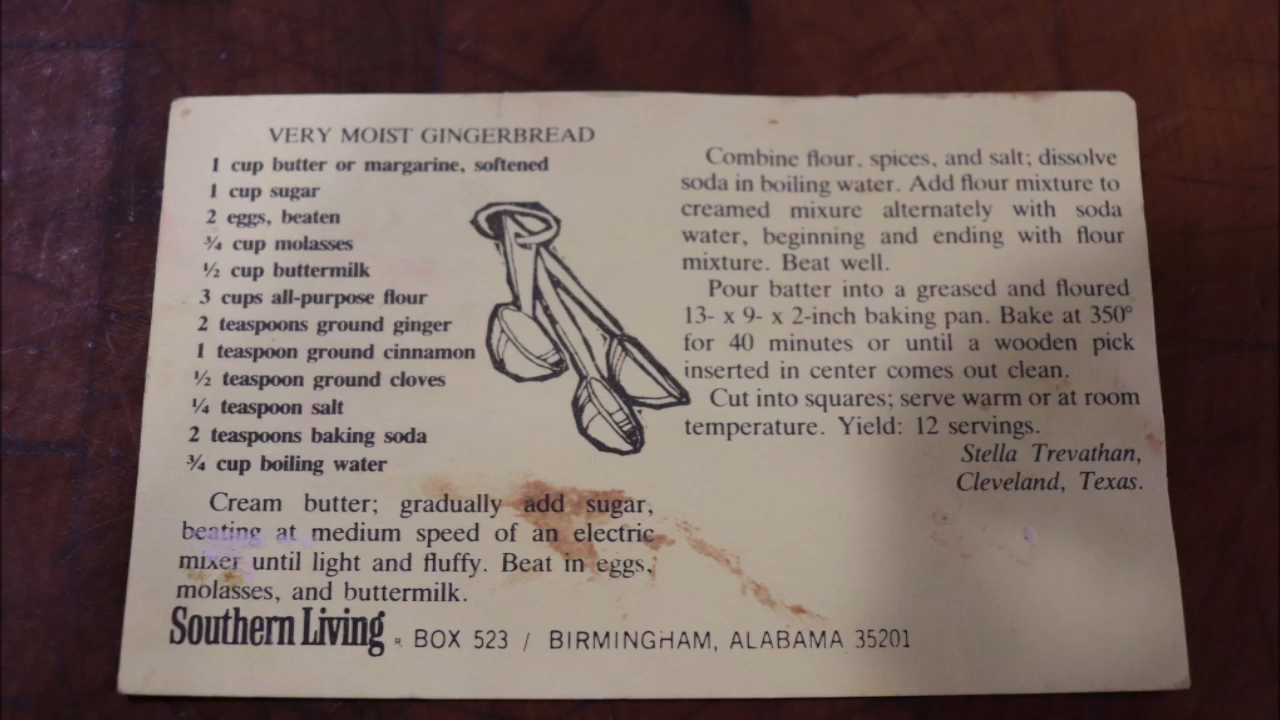 VERY MOIST GINGERBREAD
1 cup butter or margarine, softened
1 cup sugar
2 eggs, beaten
¾ cup molasses
½ cup buttermilk
3 cups all-purpose flour
2 teaspoons ground ginger
1 teaspoon ground cinnamon
½ teaspoon ground cloves
¼ teaspoon salt
2 teaspoons baking soda
¾ cup boiling water
Cream butter; gradually add sugar,
beating at medium speed of an electric
mixer until light and fluffy. Beat in eggs,
molasses, and buttermilk.
Combine flour, spices, and salt; dissolve
soda in boiling water. Add flour mixture to
creamed mixure alternately with soda
water, beginning and ending with flour
mixture. Beat well.
Pour batter into a greased and floured
13- x 9- x 2-inch baking pan. Bake at 350°
for 40 minutes or until a wooden pick
inserted in center comes out clean.
Cut into squares; serve warm or at room
temperature. Yield: 12 servings.
Stella Trevathan,
Cleveland, Texas.
Southern Living® BOX 523 / BIRMINGHAM, ALABAMA 35201